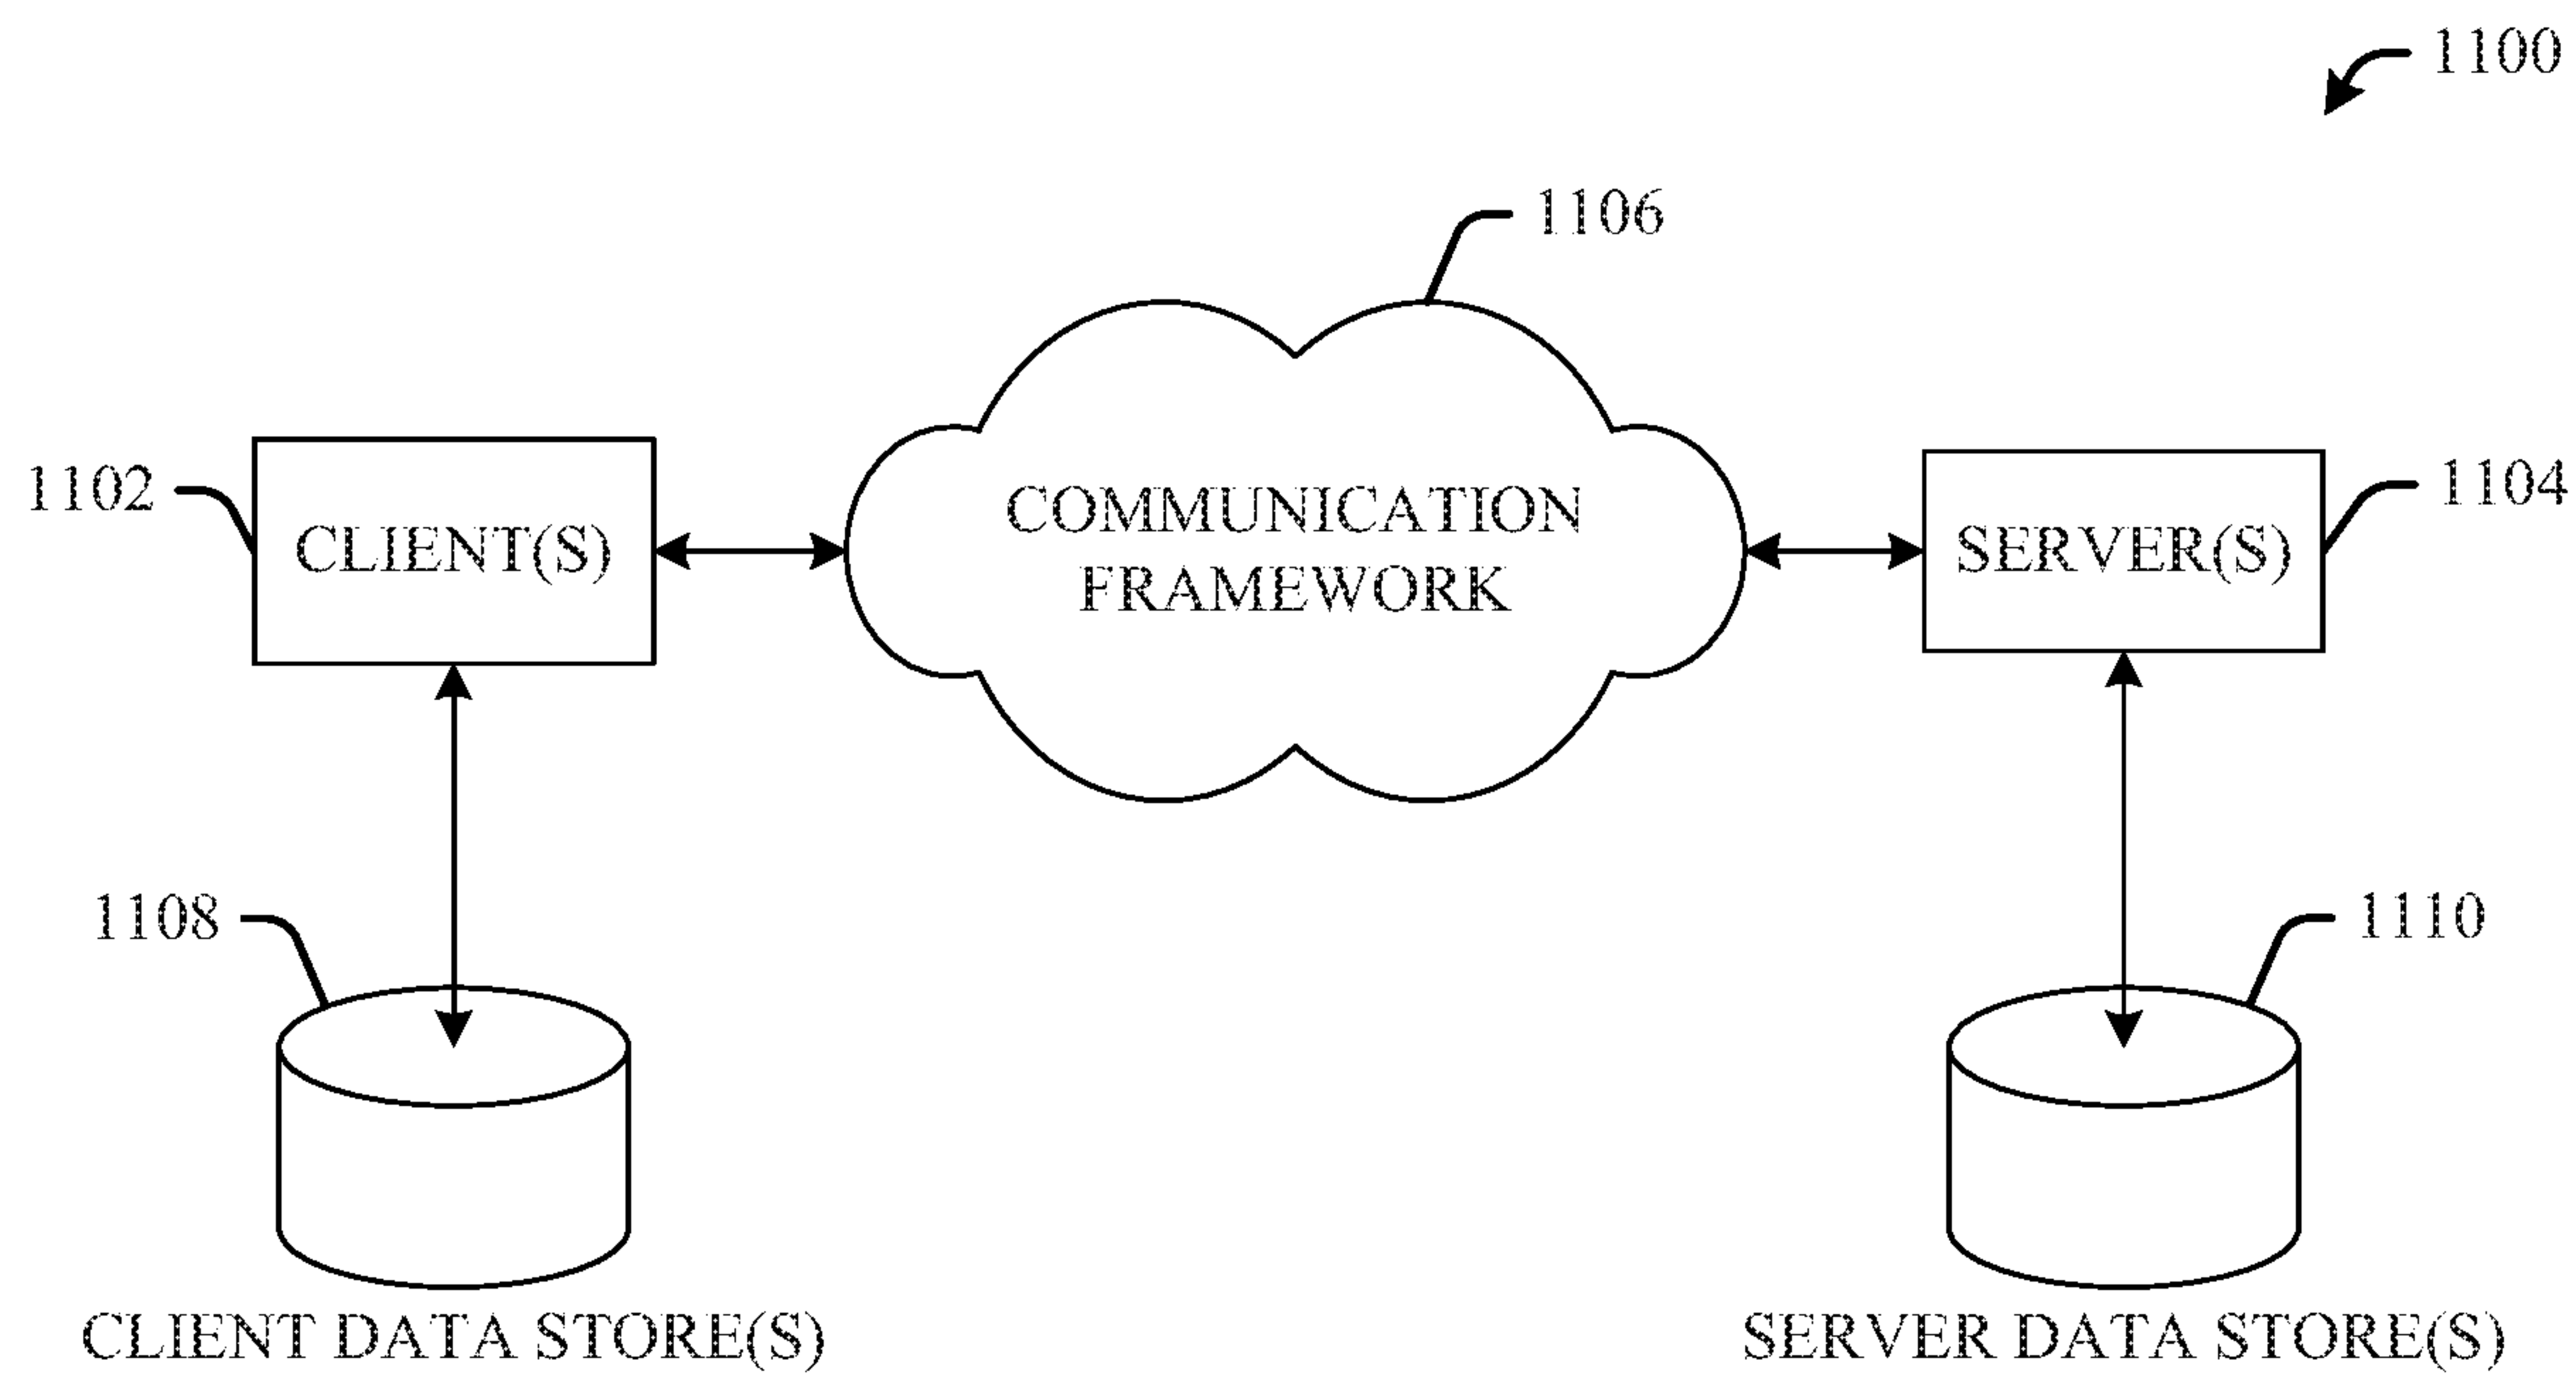 1100
1106
1102
CLIENT(S)
COMMUNICATION
FRAMEWORK
SERVER(S)
1104
1108
1110
CLIENT DATA STORE(S)
SERVER DATA STORE(S)